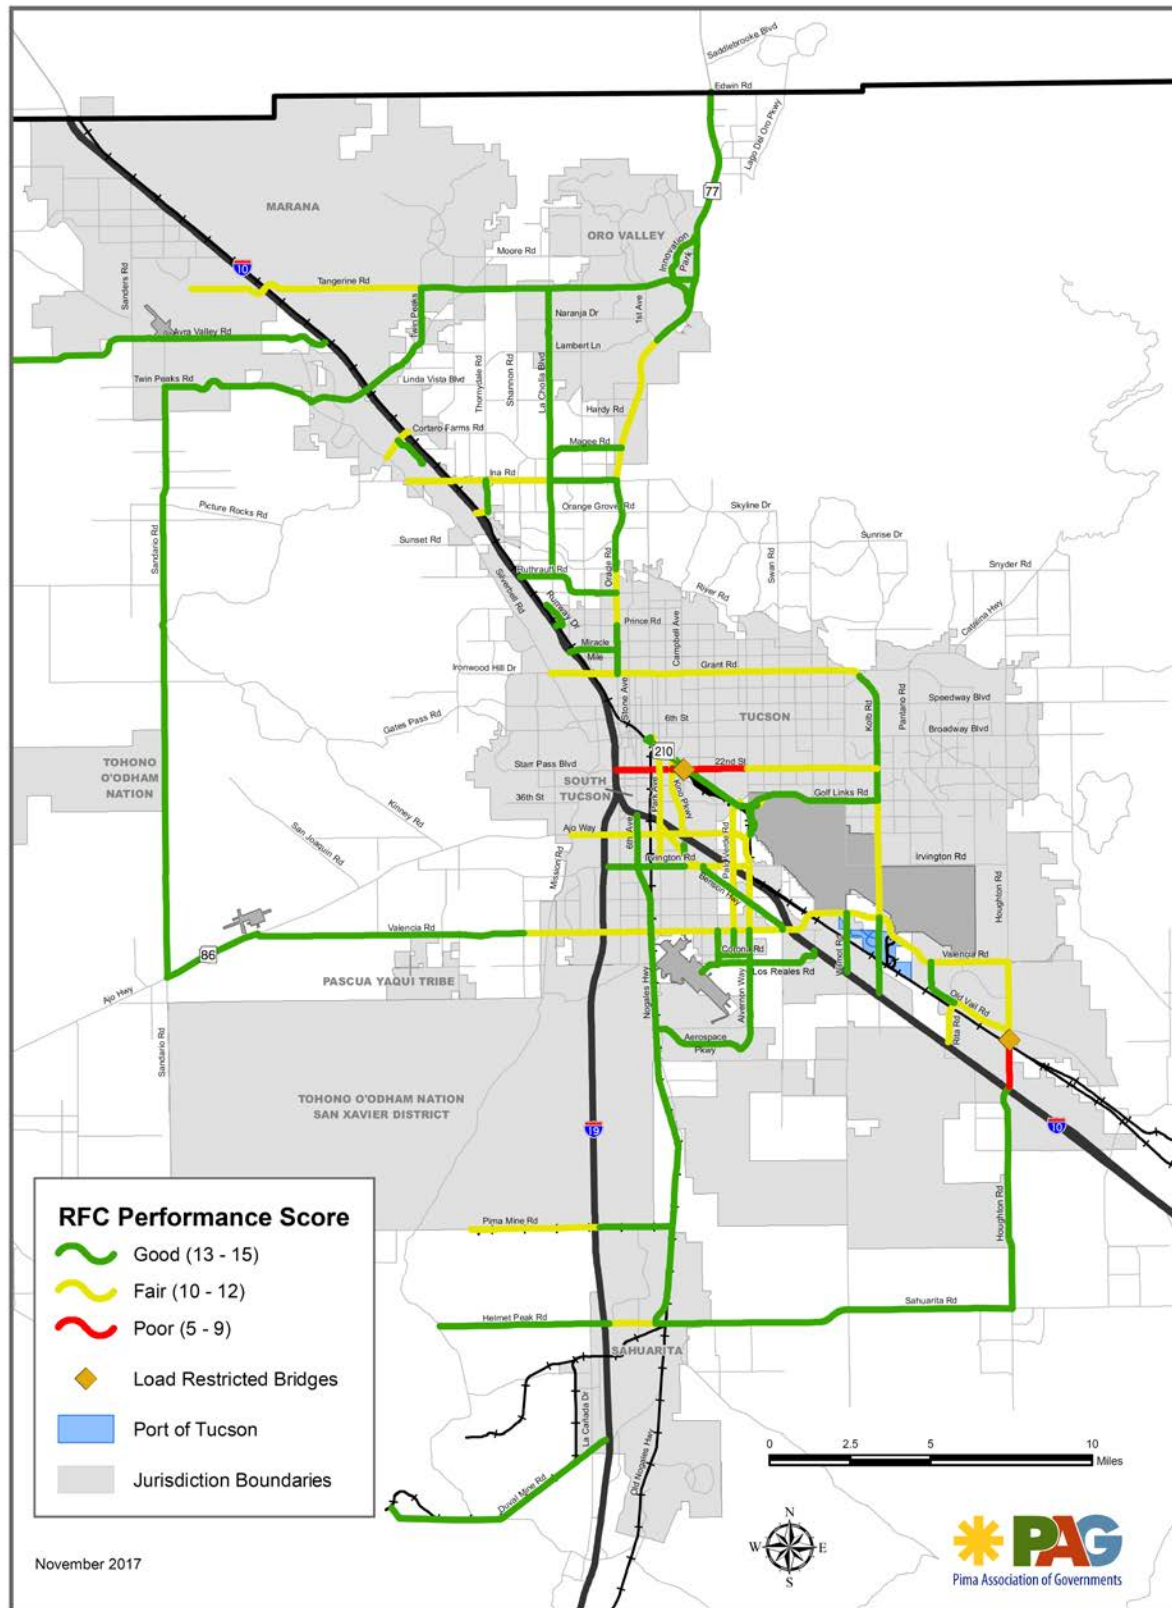 Saddlebrooke Blvd
Edwin Rd
Lago Del Oro Pkwy
77
MARANA
ORO VALLEY
Innovation
Park
Moore Rd
Sanders Rd
10
Tangerine Rd
Twin Peaks
Naranja Dr
1st Ave
Avra Valley Rd
Lambert Ln
Twin Peaks Rd
Linda Vista Blvd
Thornydale Rd
Shannon Rd
La Cholla Blvd
Hardy Rd
Cortaro Farms Rd
Magee Rd
Ina Rd
Picture Rocks Rd
Orange Grove Rd
Skyline Dr
Sunrise Dr
Sandario Rd
Sunset Rd
Oracle Rd
Swan Rd
Snyder Rd
Ruthrauff Rd
Silverbell Rd
River Rd
Catalina Hwy
Runway Dr
Prince Rd
Campbell Ave
Miracle
Mile
Ironwood Hill Dr
Grant Rd
Stone Ave
Speedway Blvd
Pantano Rd
Kolb Rd
6th St
TUCSON
Broadway Blvd
Gates Pass Rd
210
22nd St
Starr Pass Blvd
TOHONO
O'ODHAM
NATION
SOUTH
TUCSON
36th St
Park Ave
Kino Pkwy
Golf Links Rd
Kinney Rd
Ajo Way
6th Ave
Palo Verde Rd
San Joaquin Rd
Mission Rd
Irvington Rd
Irvington Rd
Benson Hwy
Houghton Rd
Valencia Rd
86
Corona Rd
Wilmot Rd
Valencia Rd
PASCUA YAQUI TRIBE
Los Reales Rd
Ajo Hwy
Nogales Hwy
Alvernon Way
Old Vail Rd
Rita Rd
Sandario Rd
Aerospace
Pkwy
TOHONO O'ODHAM NATION
SAN XAVIER DISTRICT
19
10
Pima Mine Rd
Houghton Rd
Sahuarita Rd
Helmet Peak Rd
SAHUARITA
La Cañada Dr
Old Nogales Hwy
Duval Mine Rd
RFC Performance Score
Good (13 - 15)
Fair (10 - 12)
Poor (5 - 9)
Load Restricted Bridges
Port of Tucson
Jurisdiction Boundaries
0 2.5 5 10
Miles
N
W E
S
PAG
Pima Association of Governments
November 2017